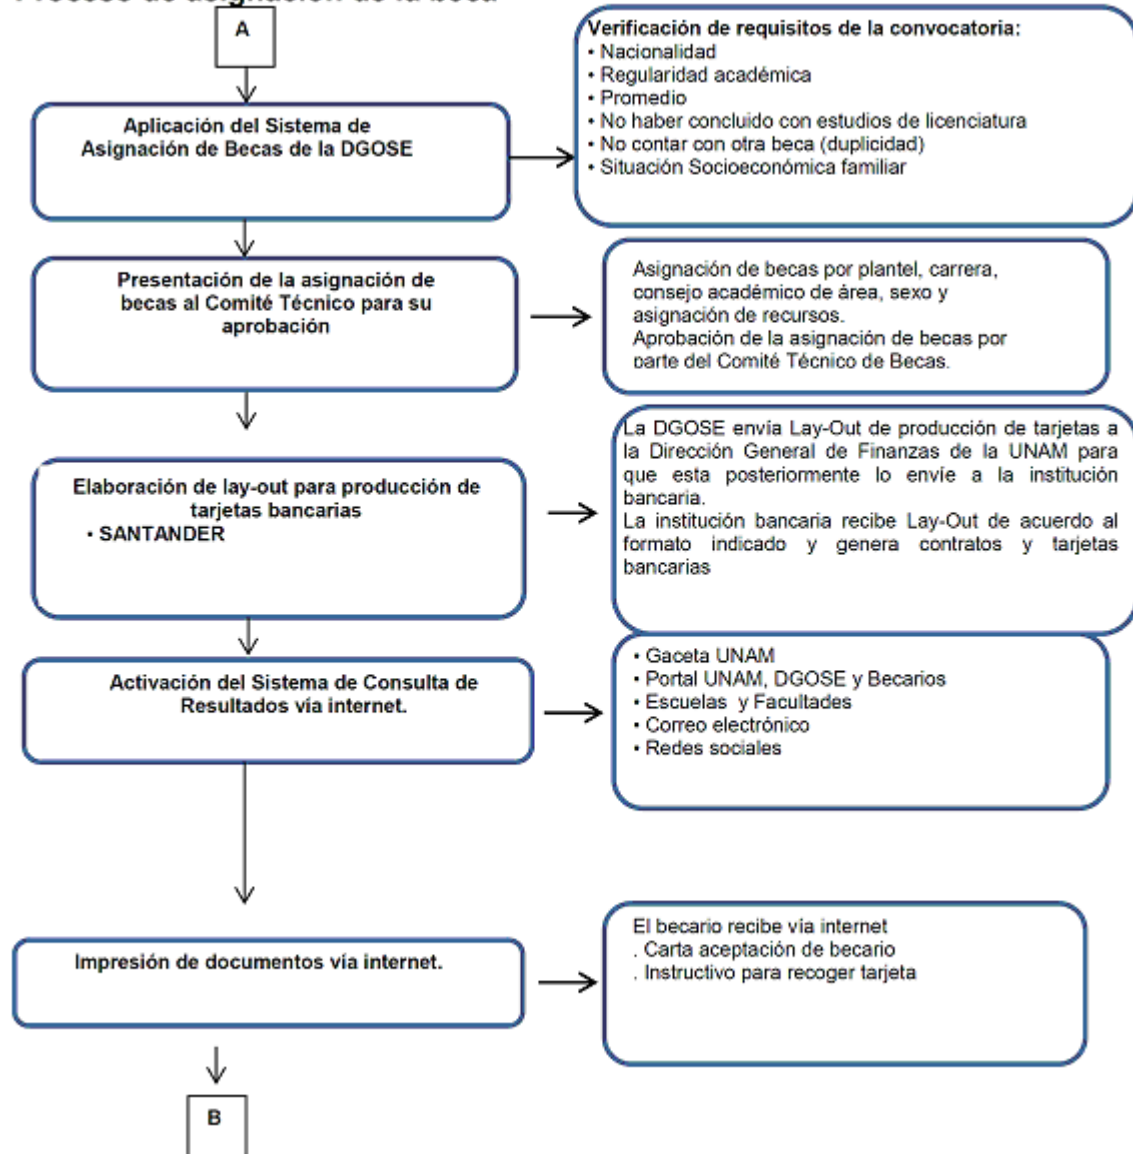 Proceso de asignación de la beca
A
Verificación de requisitos de la convocatoria:
• Nacionalidad
• Regularidad académica
• Promedio
• No haber concluido con estudios de licenciatura
• No contar con otra beca (duplicidad)
• Situación Socioeconómica familiar
Aplicación del Sistema de
Asignación de Becas de la DGOSE
Presentación de la asignación de
becas al Comité Técnico para su
aprobación
Asignación de becas por plantel, carrera,
consejo académico de área, sexo y
asignación de recursos.
Aprobación de la asignación de becas por
parte del Comité Técnico de Becas.
Elaboración de lay-out para producción de
tarjetas bancarias
• SANTANDER
La DGOSE envía Lay-Out de producción de tarjetas a
la Dirección General de Finanzas de la UNAM para
que esta posteriormente lo envíe a la institución
bancaria.
La institución bancaria recibe Lay-Out de acuerdo al
formato indicado y genera contratos y tarjetas
bancarias
Activación del Sistema de Consulta de
Resultados vía internet.
• Gaceta UNAM
• Portal UNAM, DGOSE y Becarios
• Escuelas y Facultades
• Correo electrónico
• Redes sociales
Impresión de documentos vía internet.
El becario recibe vía internet
. Carta aceptación de becario
. Instructivo para recoger tarjeta
B